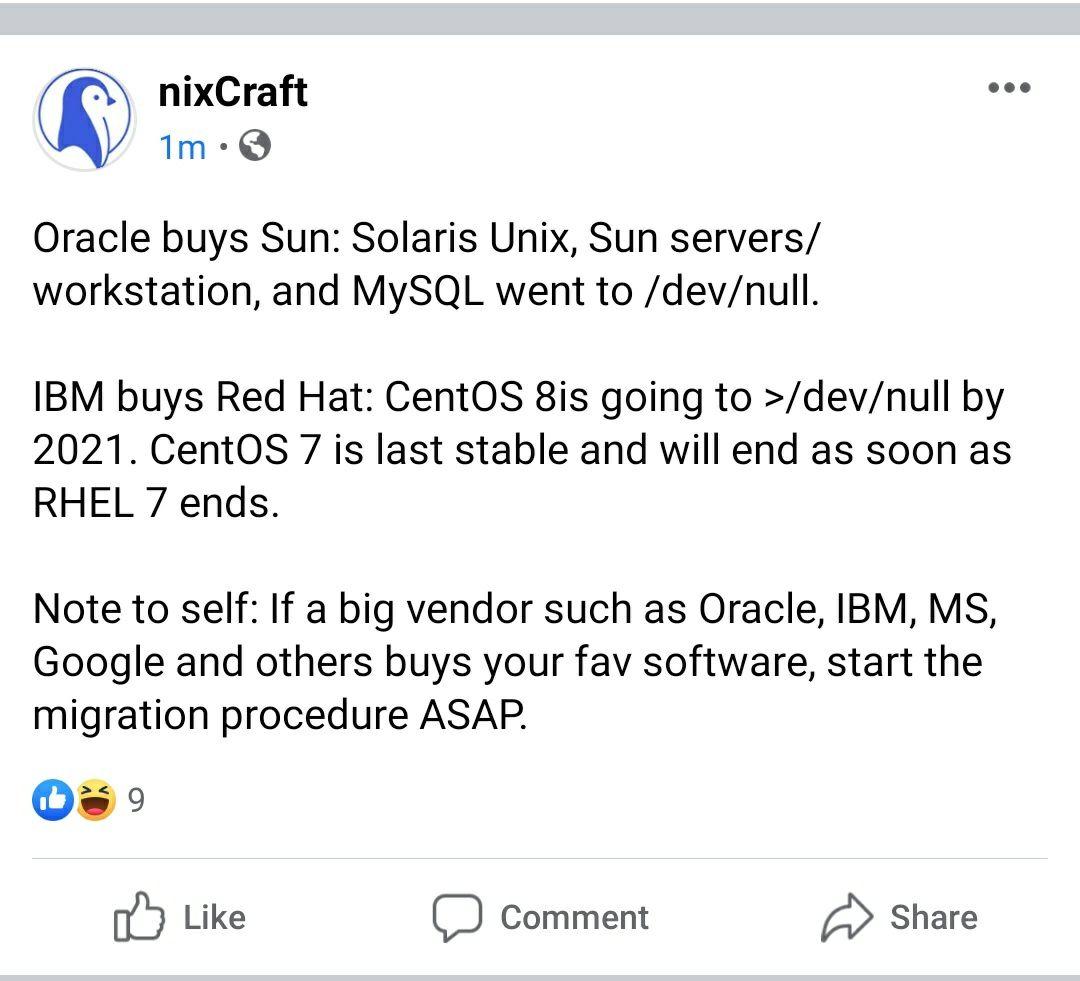 nixCraft
1m ·
Oracle buys Sun: Solaris Unix, Sun servers/
workstation, and MySQL went to /dev/null.
IBM buys Red Hat: CentOS 8is going to >/dev/null by
2021. CentOS 7 is last stable and will end as soon as
RHEL 7 ends.
Note to self: If a big vendor such as Oracle, IBM, MS,
Google and others buys your fav software, start the
migration procedure ASAP.
9
Like Comment Share